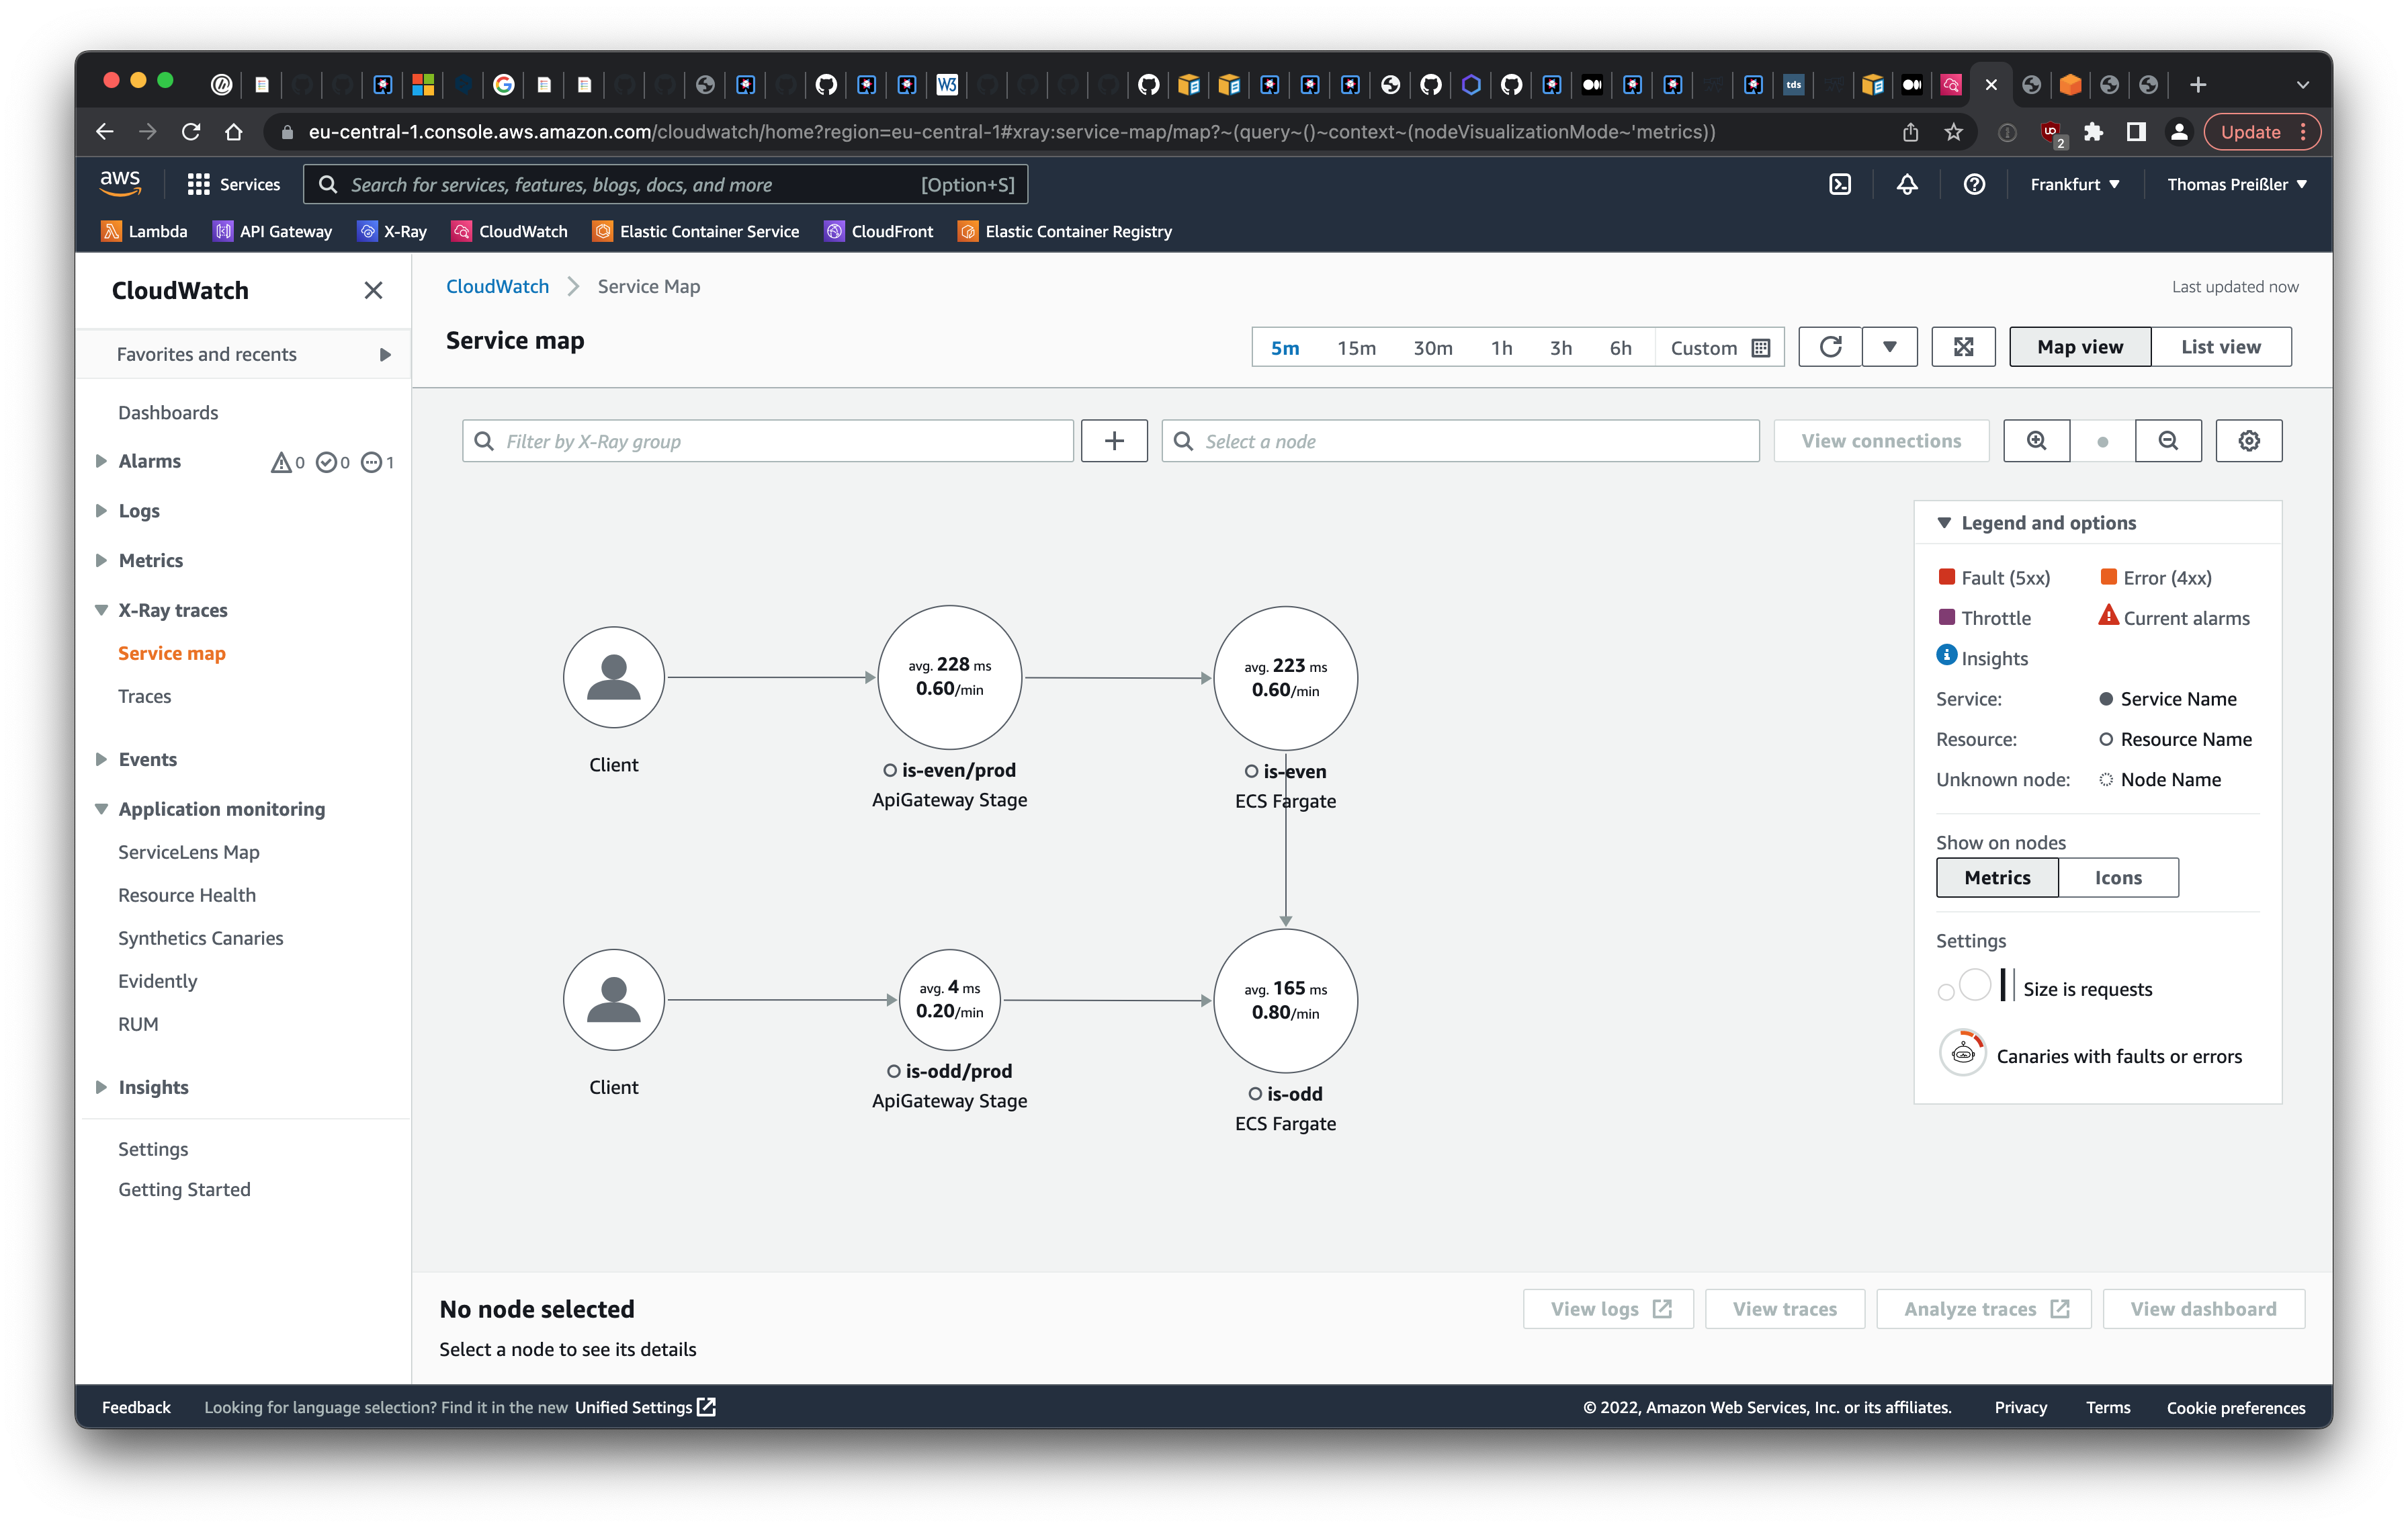 W3
tds
eu-central-1.console.aws.amazon.com/cloudwatch/home?region=eu-central-1#xray:service-map/map?~(query~()~context~(nodeVisualizationMode~'metrics))
2
Update
aws
Services
Search for services, features, blogs, docs, and more
[Option+S]
Frankfurt
Thomas Preißler
Lambda
API Gateway
X-Ray
CloudWatch
Elastic Container Service
CloudFront
Elastic Container Registry
CloudWatch
Favorites and recents
Dashboards
Alarms
0
0
1
Logs
Metrics
X-Ray traces
Service map
Traces
Events
Application monitoring
ServiceLens Map
Resource Health
Synthetics Canaries
Evidently
RUM
Insights
Settings
Getting Started
CloudWatch
Service Map
Last updated now
Service map
5m
15m
30m
1h
3h
6h
Custom
Map view
List view
Filter by X-Ray group
Select a node
View connections
Client
avg. 228 ms
0.60/min
is-even/prod
ApiGateway Stage
avg. 223 ms
0.60/min
is-even
ECS Fargate
Client
avg. 4 ms
0.20/min
is-odd/prod
ApiGateway Stage
avg. 165 ms
0.80/min
is-odd
ECS Fargate
Legend and options
Fault (5xx)
Error (4xx)
Throttle
Current alarms
Insights
Service:
Service Name
Resource:
Resource Name
Unknown node:
Node Name
Show on nodes
Metrics
Icons
Settings
Size is requests
Canaries with faults or errors
No node selected
Select a node to see its details
View logs
View traces
Analyze traces
View dashboard
Feedback
Looking for language selection? Find it in the new Unified Settings
© 2022, Amazon Web Services, Inc. or its affiliates.
Privacy
Terms
Cookie preferences